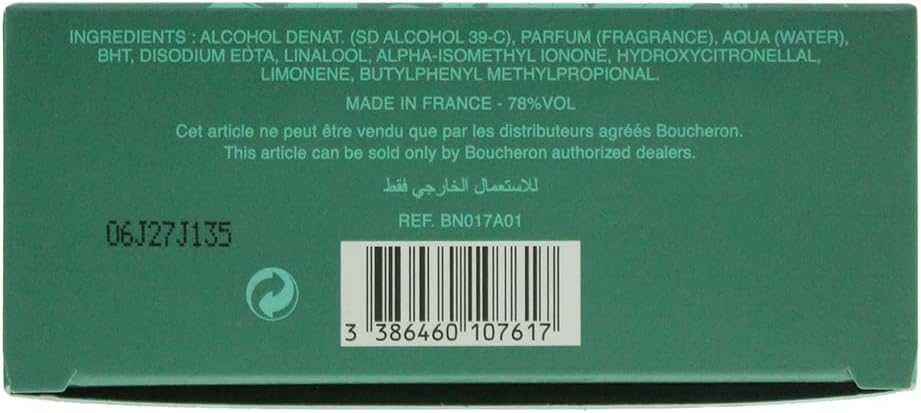 INGREDIENTS : ALCOHOL DENAT. (SD ALCOHOL 39-C), PARFUM (FRAGRANCE), AQUA (WATER),
BHT, DISODIUM EDTA, LINALOOL, ALPHA-ISOMETHYL IONONE, HYDROXYCITRONELLAL,
LIMONENE, BUTYLPHENYL METHYLPROPIONAL.
MADE IN FRANCE - 78%VOL
Cet article ne peut être vendu que par les distributeurs agréés Boucheron.
This article can be sold only by Boucheron authorized dealers.
للاستعمال الخارجي فقط
REF. BN017A01
06J27J135
3 386460 107617